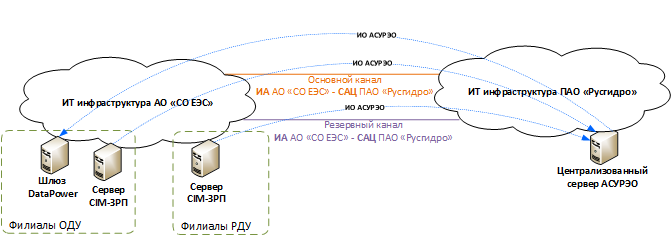 ИО АСУРЭО
ИО АСУРЭО
Основной канал
ИА АО «СО ЕЭС» - САЦ ПАО «Русгидро»
ИО АСУРЭО
Резервный канал
ИА АО «СО ЕЭС» - САЦ ПАО «Русгидро»
ИТ инфраструктура АО «СО ЕЭС»
ИТ инфраструктура ПАО «Русгидро»
Шлюз
DataPower
Сервер
CIM-ЗРП
Филиалы ОДУ
Сервер
CIM-ЗРП
Филиалы РДУ
Централизованный
сервер АСУРЭО